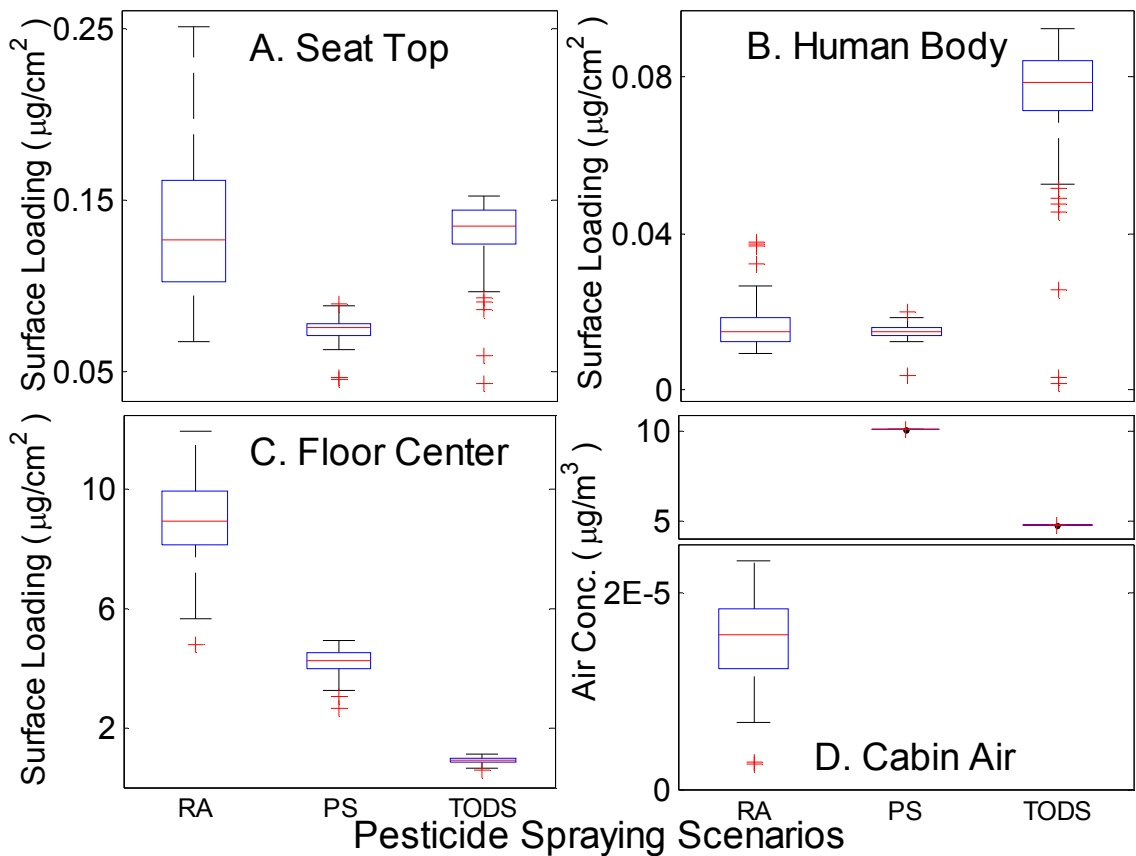 A. Seat Top
Surface Loading ( μg/cm² )
0.25
0.15
0.05
B. Human Body
Surface Loading ( μg/cm² )
0.08
0.04
0
C. Floor Center
Surface Loading ( μg/cm² )
10
6
2
RA PS TODS
D. Cabin Air
Air Conc. ( μg/m³ )
10
5
2E-5
0
RA PS TODS
Pesticide Spraying Scenarios